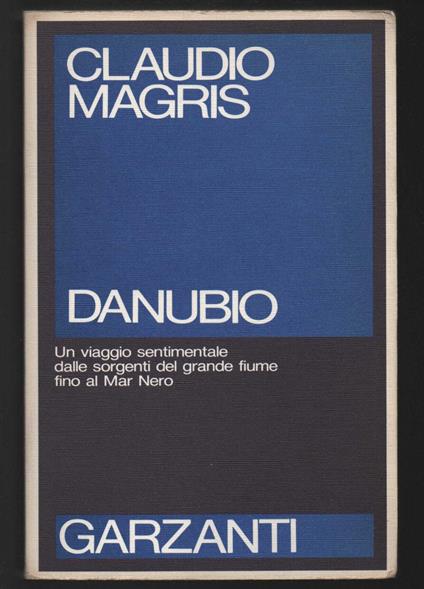 CLAUDIO
MAGRIS
DANUBIO
Un viaggio sentimentale
dalle sorgenti del grande fiume
fino al Mar Nero
GARZANTI